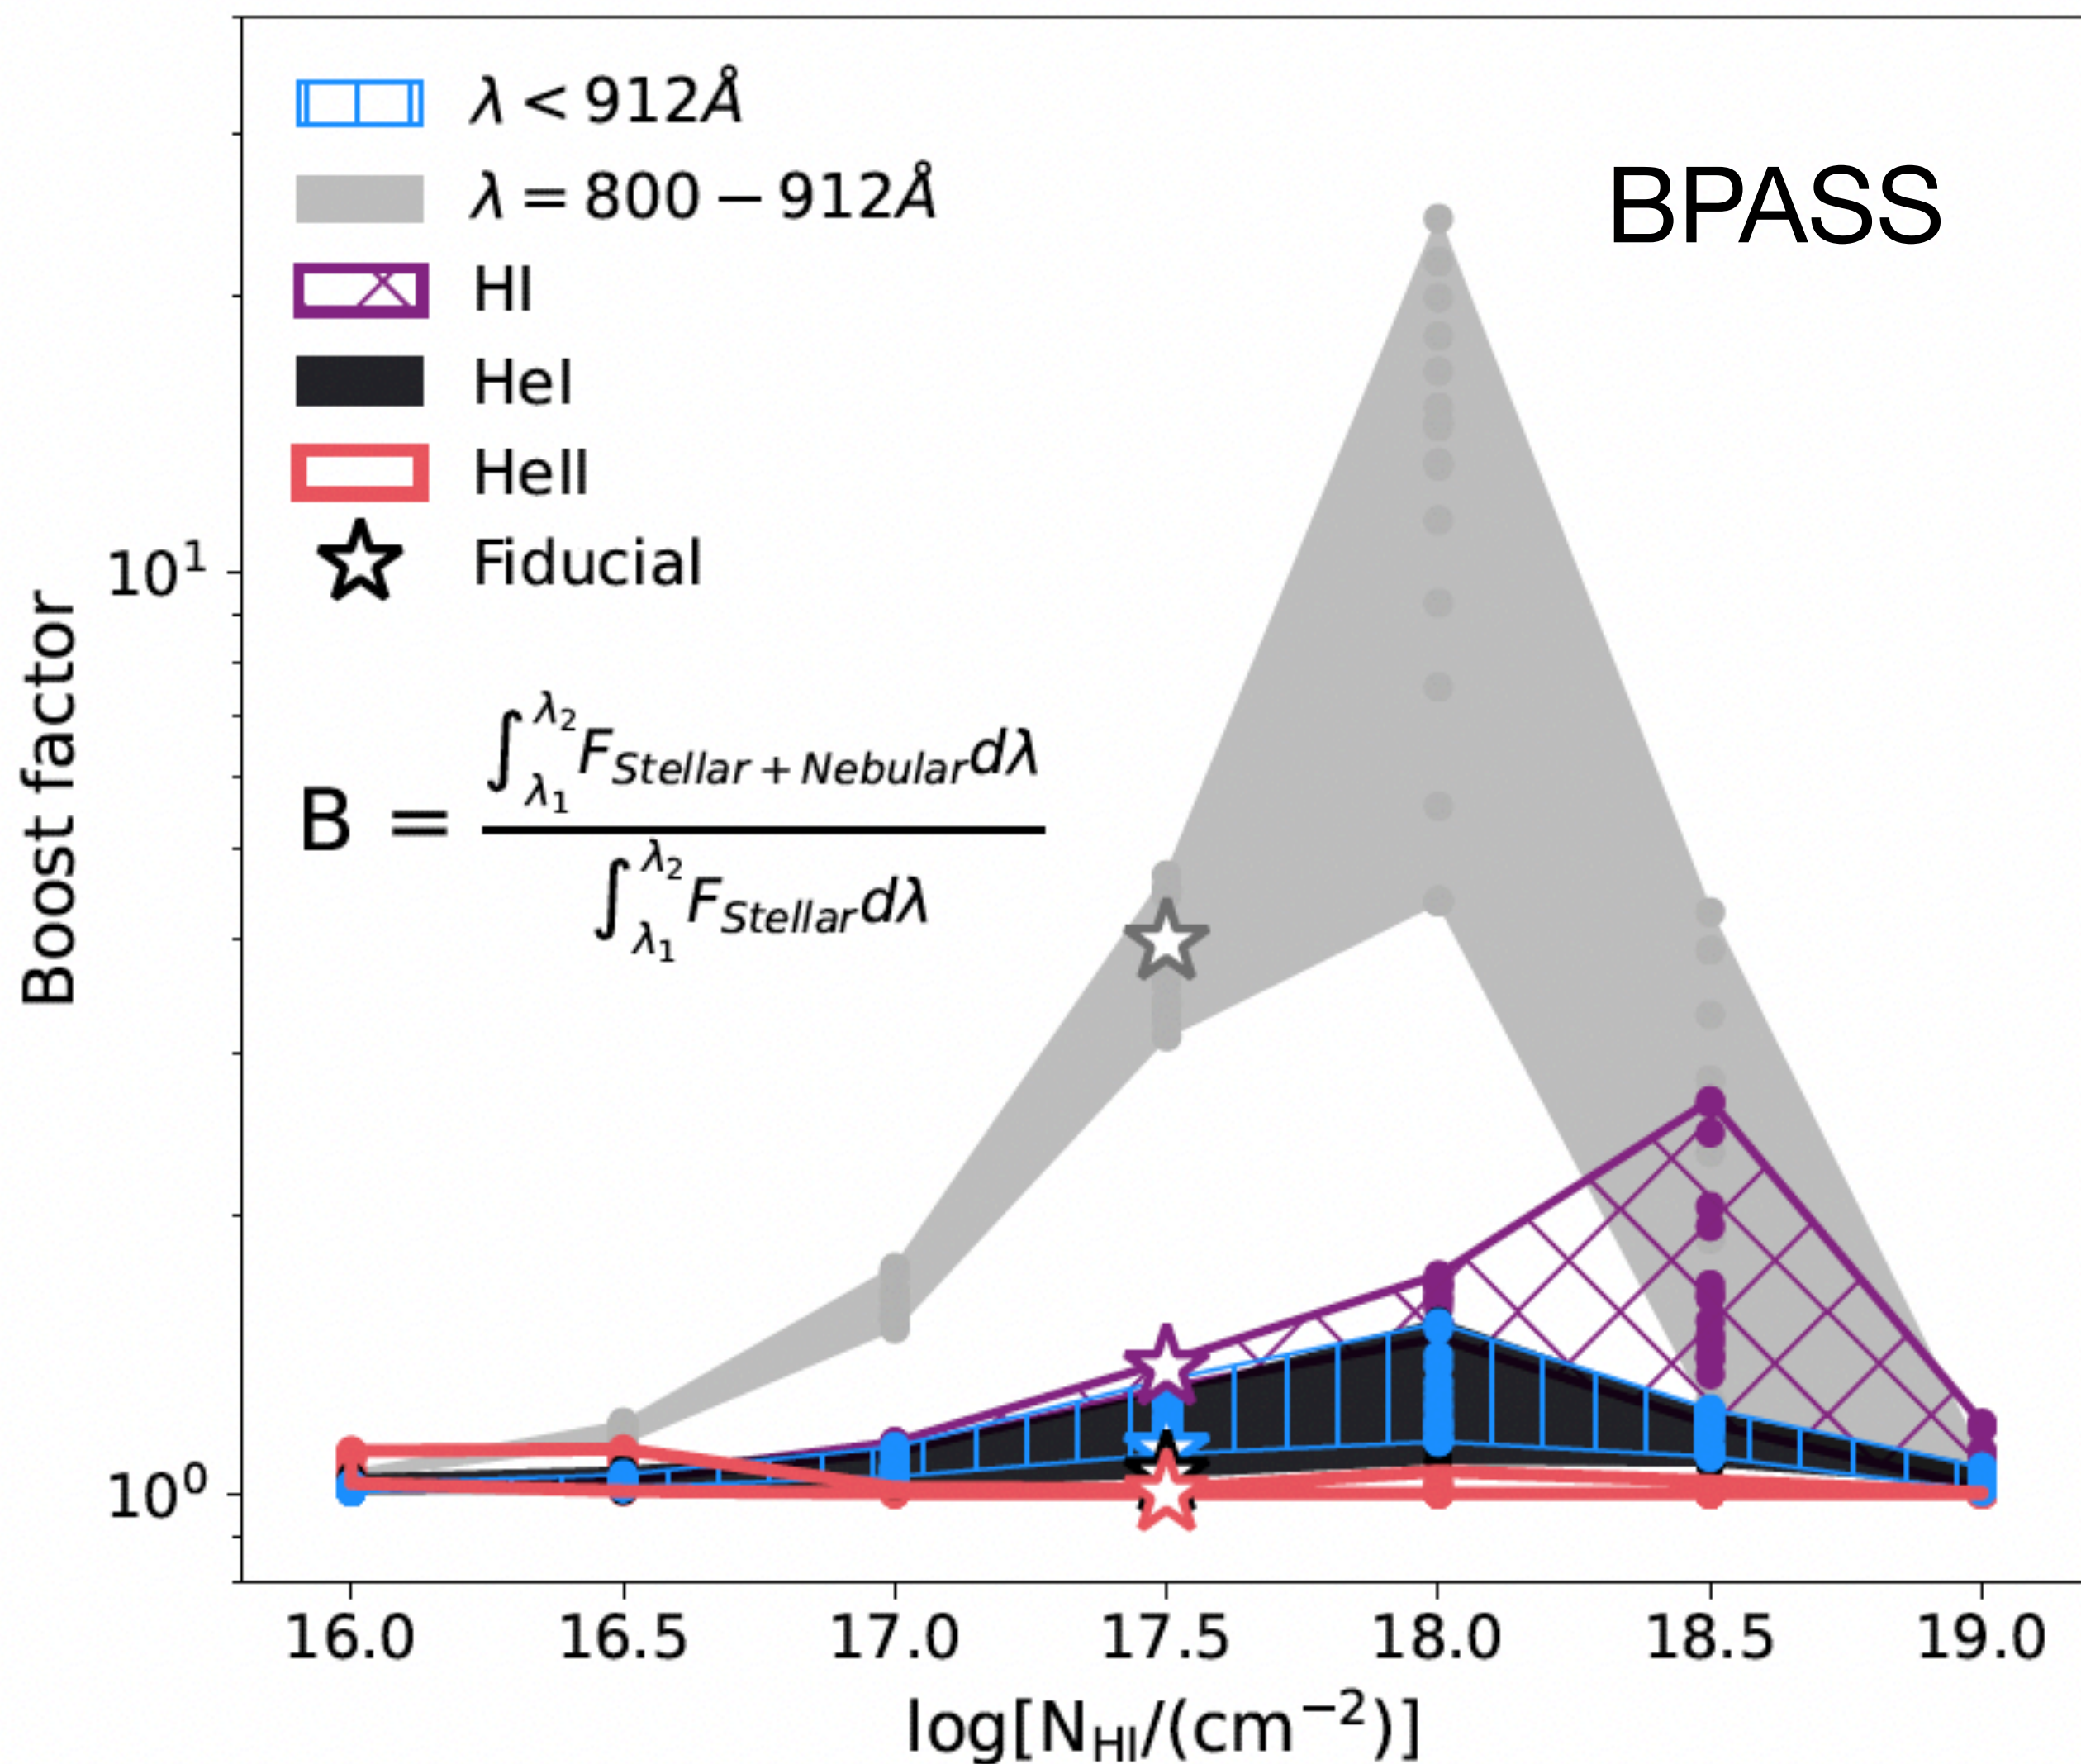 λ < 912Å
λ = 800 − 912Å
HI
HeI
HeII
Fiducial
BPASS
B = ∫_{λ₁}^{λ₂} F_{Stellar + Nebular} dλ / ∫_{λ₁}^{λ₂} F_{Stellar} dλ
Boost factor
10¹
10⁰
16.0 16.5 17.0 17.5 18.0 18.5 19.0
log[N_{HI}/(cm⁻²)]